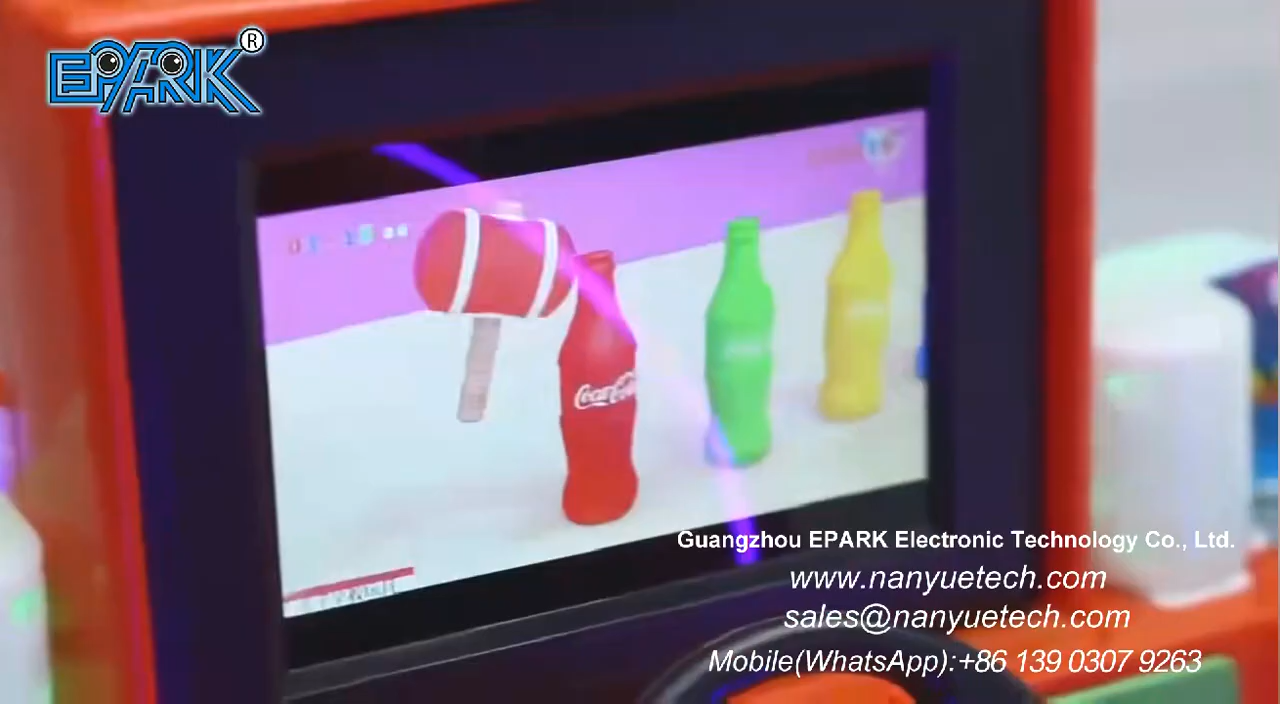 EPARK®
Coca-Cola
Guangzhou EPARK Electronic Technology Co., Ltd.
www.nanyuetech.com
sales@nanyuetech.com
Mobile(WhatsApp):+86 139 0307 9263